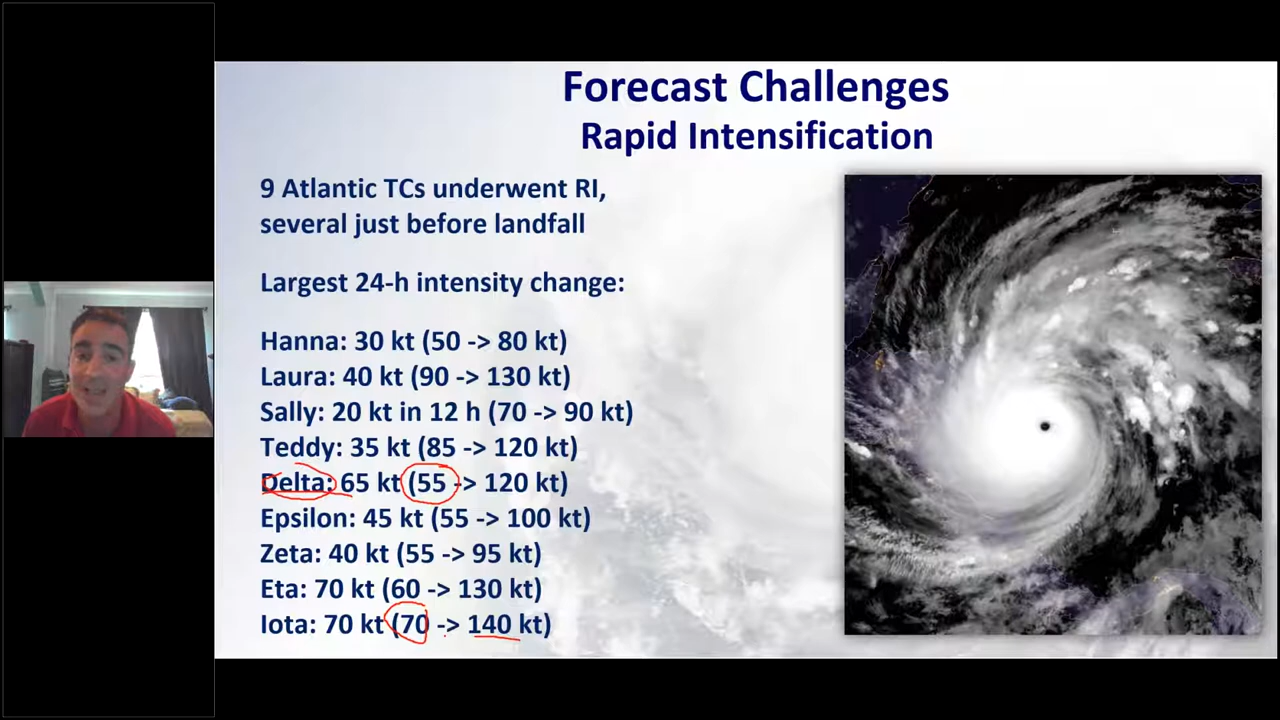 Forecast Challenges
Rapid Intensification
9 Atlantic TCs underwent RI,
several just before landfall
Largest 24-h intensity change:
Hanna: 30 kt (50 -> 80 kt)
Laura: 40 kt (90 -> 130 kt)
Sally: 20 kt in 12 h (70 -> 90 kt)
Teddy: 35 kt (85 -> 120 kt)
Delta: 65 kt (55 -> 120 kt)
Epsilon: 45 kt (55 -> 100 kt)
Zeta: 40 kt (55 -> 95 kt)
Eta: 70 kt (60 -> 130 kt)
Iota: 70 kt (70 -> 140 kt)